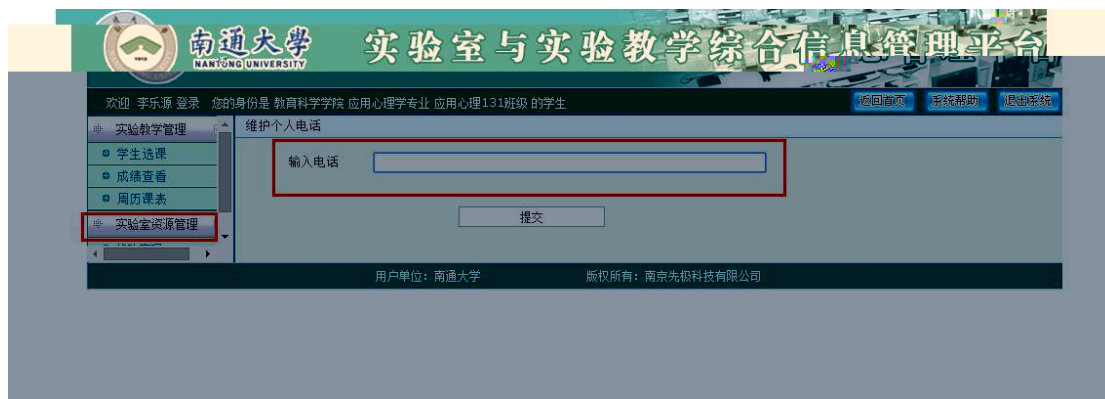 南通大学
NANTONG UNIVERSITY
实验室与实验教学综合信息管理平台
欢迎 李乐源 登录 您的身份是 教育科学学院 应用心理学专业 应用心理131班级 的学生
返回首页 系统帮助 退出系统
实验教学管理
学生选课
成绩查看
周历课表
实验室资源管理
维护个人电话
输入电话
提交
用户单位：南通大学 版权所有：南京先极科技有限公司